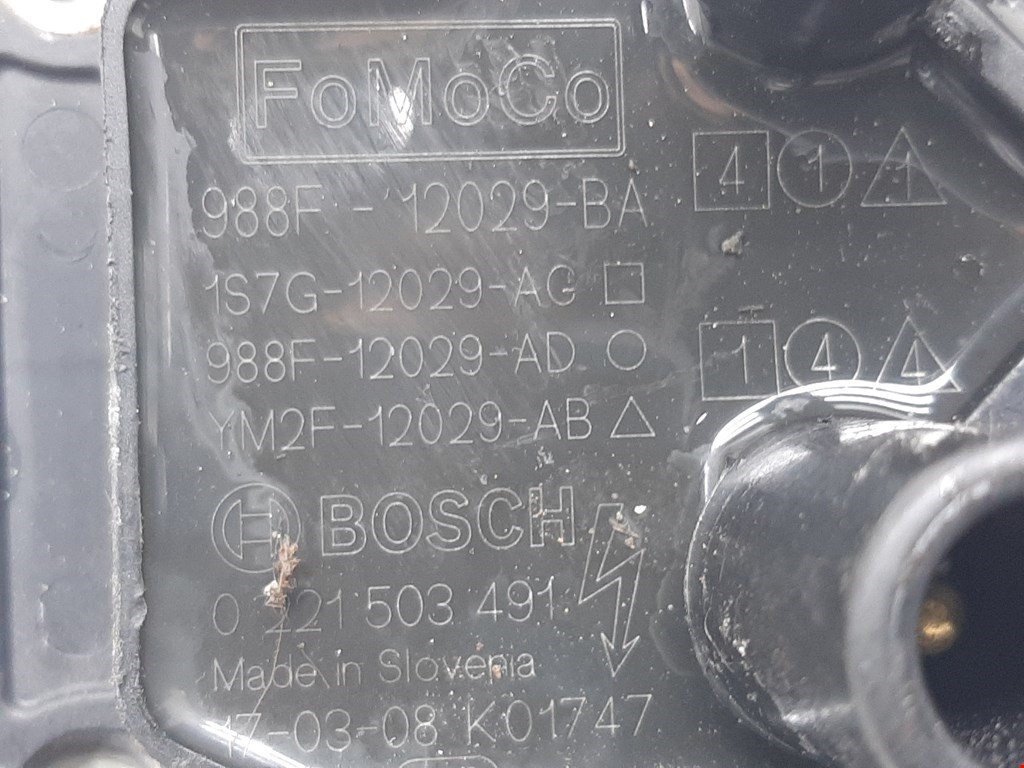 FoMoCo
988F - 12029-BA
1S7G-12029-AC □
988F-12029-AD ○
YM2F-12029-AB △
4 1 1
1 4 4
BOSCH
0 221 503 491
Made in Slovenia
17-03-08 K01747